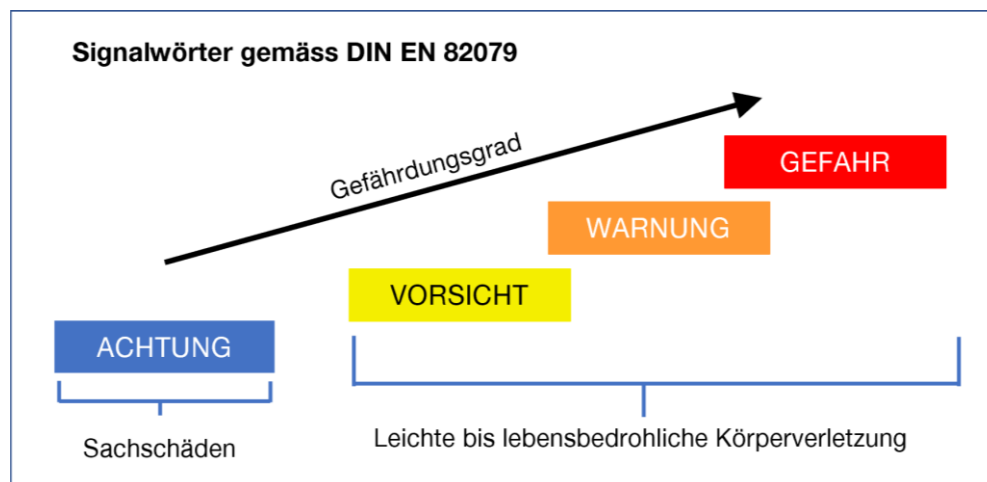 Signalwörter gemäss DIN EN 82079
Gefährdungsgrad
GEFAHR
WARNUNG
VORSICHT
ACHTUNG
Sachschäden
Leichte bis lebensbedrohliche Körperverletzung